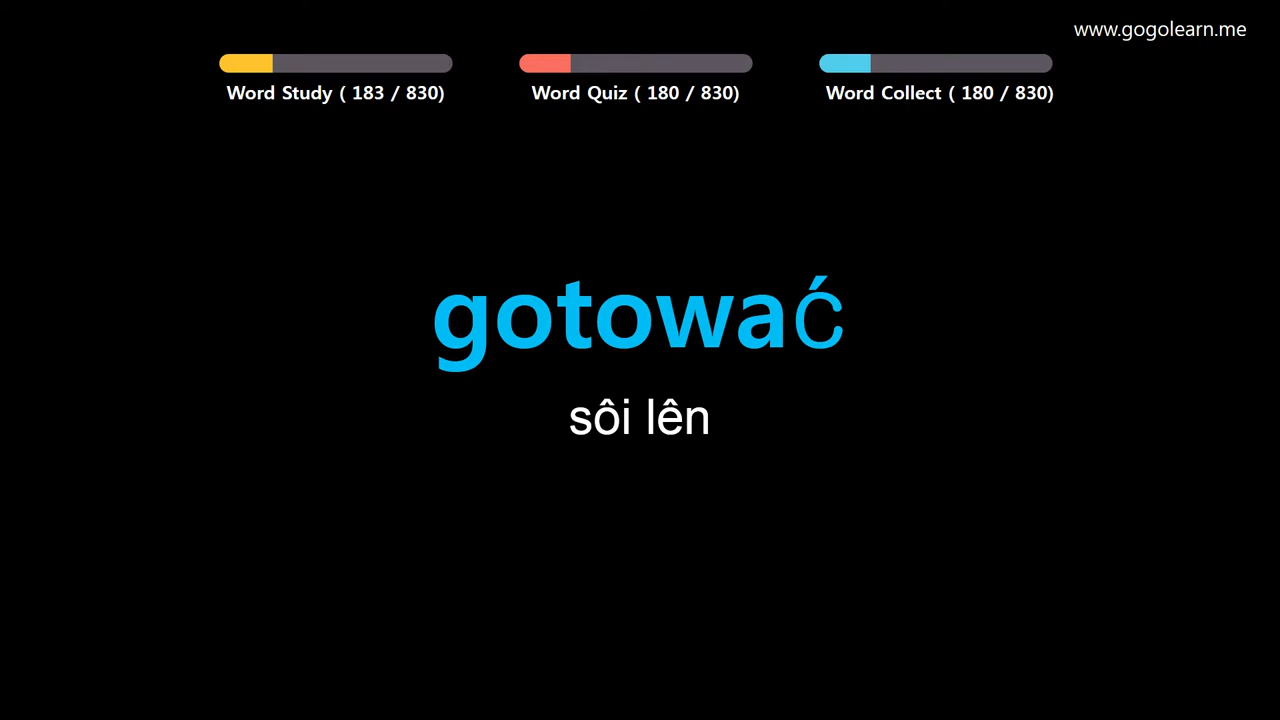 www.gogolearn.me
Word Study ( 183 / 830)
Word Quiz ( 180 / 830)
Word Collect ( 180 / 830)
gotować
sôi lên